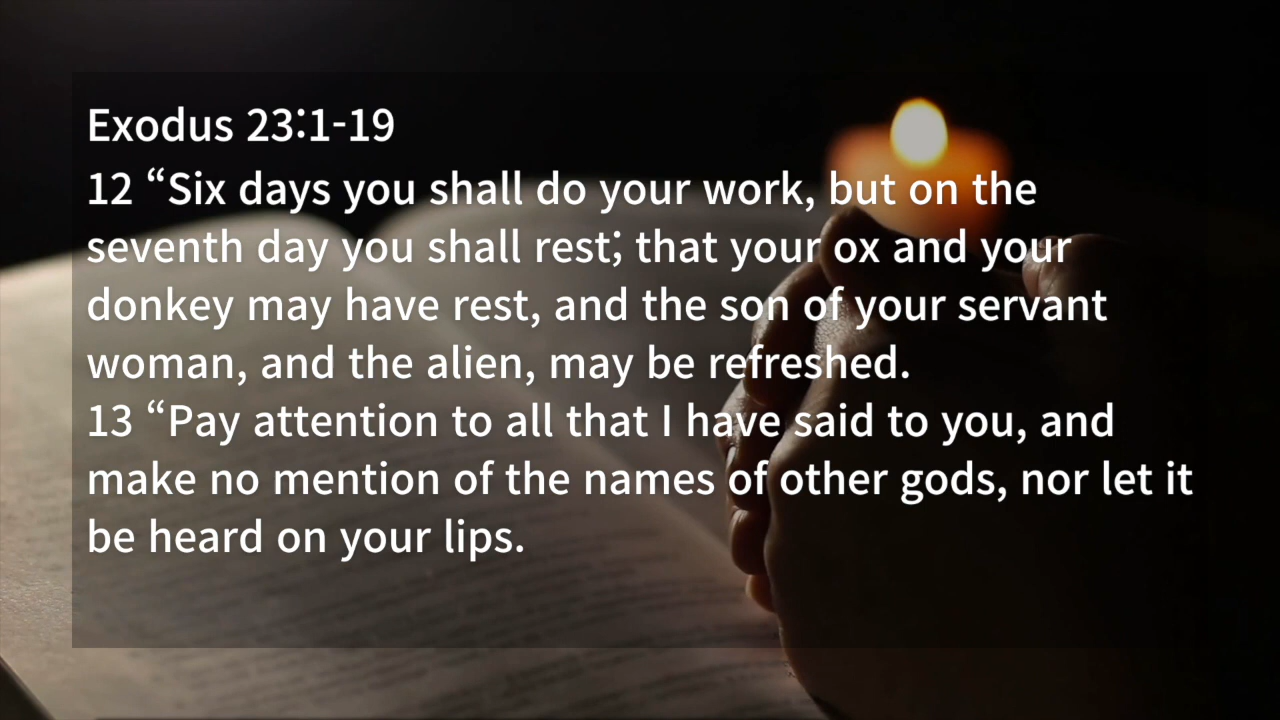 Exodus 23:1-19
12 “Six days you shall do your work, but on the
seventh day you shall rest; that your ox and your
donkey may have rest, and the son of your servant
woman, and the alien, may be refreshed.
13 “Pay attention to all that I have said to you, and
make no mention of the names of other gods, nor let it
be heard on your lips.